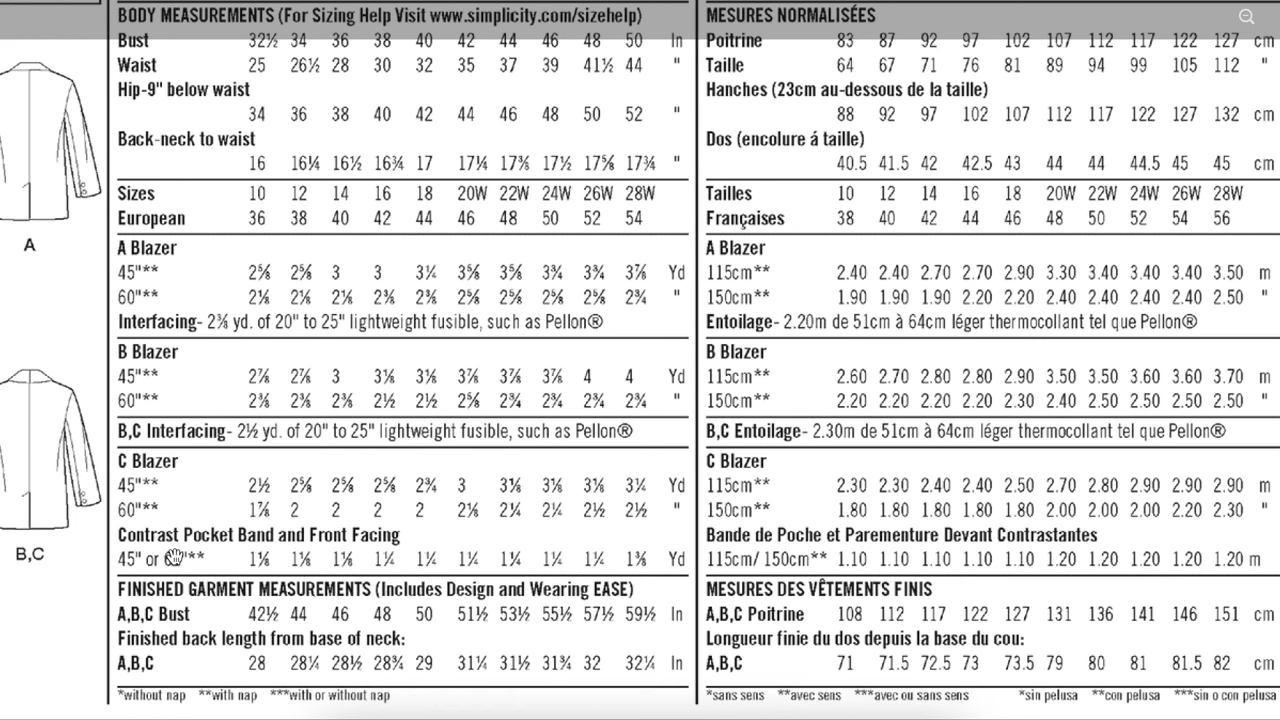 BODY MEASUREMENTS (For Sizing Help Visit www.simplicity.com/sizehelp)
Bust 32½ 34 36 38 40 42 44 46 48 50 In
Waist 25 26½ 28 30 32 35 37 39 41½ 44 "
Hip-9" below waist
34 36 38 40 42 44 46 48 50 52 "
Back-neck to waist
16 16¼ 16½ 16¾ 17 17¼ 17⅜ 17½ 17⅝ 17¾ "
Sizes 10 12 14 16 18 20W 22W 24W 26W 28W
European 36 38 40 42 44 46 48 50 52 54
A Blazer
45"** 2⅝ 2⅝ 3 3 3¼ 3⅝ 3⅝ 3¾ 3¾ 3⅞ Yd
60"** 2⅛ 2⅛ 2⅛ 2⅜ 2⅜ 2⅝ 2⅝ 2⅝ 2⅝ 2¾ "
Interfacing- 2⅜ yd. of 20" to 25" lightweight fusible, such as Pellon®
B Blazer
45"** 2⅞ 2⅞ 3 3⅛ 3⅛ 3⅞ 3⅞ 3⅞ 4 4 Yd
60"** 2⅜ 2⅜ 2⅜ 2½ 2½ 2⅝ 2¾ 2¾ 2¾ 2¾ "
B,C Interfacing- 2½ yd. of 20" to 25" lightweight fusible, such as Pellon®
C Blazer
45"** 2½ 2⅝ 2⅝ 2⅝ 2¾ 3 3⅛ 3⅛ 3⅛ 3¼ Yd
60"** 1⅞ 2 2 2 2 2⅛ 2¼ 2¼ 2½ 2½ "
Contrast Pocket Band and Front Facing
45" or "** 1⅛ 1⅛ 1⅛ 1¼ 1¼ 1¼ 1¼ 1¼ 1¼ 1⅜ Yd
FINISHED GARMENT MEASUREMENTS (Includes Design and Wearing EASE)
A,B,C Bust 42½ 44 46 48 50 51½ 53½ 55½ 57½ 59½ In
Finished back length from base of neck:
A,B,C 28 28¼ 28½ 28¾ 29 31¼ 31½ 31¾ 32 32¼ In
*without nap **with nap ***with or without nap
MESURES NORMALISÉES
Poitrine 83 87 92 97 102 107 112 117 122 127 cm
Taille 64 67 71 76 81 89 94 99 105 112 "
Hanches (23cm au-dessous de la taille)
88 92 97 102 107 112 117 122 127 132 cm
Dos (encolure á taille)
40.5 41.5 42 42.5 43 44 44 44.5 45 45 cm
Tailles 10 12 14 16 18 20W 22W 24W 26W 28W
Françaises 38 40 42 44 46 48 50 52 54 56
A Blazer
115cm** 2.40 2.40 2.70 2.70 2.90 3.30 3.40 3.40 3.40 3.50 m
150cm** 1.90 1.90 1.90 2.20 2.20 2.40 2.40 2.40 2.40 2.50 "
Entoilage- 2.20m de 51cm à 64cm léger thermocollant tel que Pellon®
B Blazer
115cm** 2.60 2.70 2.80 2.80 2.90 3.50 3.50 3.60 3.60 3.70 m
150cm** 2.20 2.20 2.20 2.20 2.30 2.40 2.50 2.50 2.50 2.50 "
B,C Entoilage- 2.30m de 51cm à 64cm léger thermocollant tel que Pellon®
C Blazer
115cm** 2.30 2.30 2.40 2.40 2.50 2.70 2.80 2.90 2.90 2.90 m
150cm** 1.80 1.80 1.80 1.80 1.80 2.00 2.00 2.00 2.20 2.30 "
Bande de Poche et Parementure Devant Contrastantes
115cm/ 150cm** 1.10 1.10 1.10 1.10 1.10 1.20 1.20 1.20 1.20 1.20 m
MESURES DES VÊTEMENTS FINIS
A,B,C Poitrine 108 112 117 122 127 131 136 141 146 151 cm
Longueur finie du dos depuis la base du cou:
A,B,C 71 71.5 72.5 73 73.5 79 80 81 81.5 82 cm
*sans sens **avec sens ***avec ou sans sens *sin pelusa **con pelusa ***sin o con pelusa
A
B,C